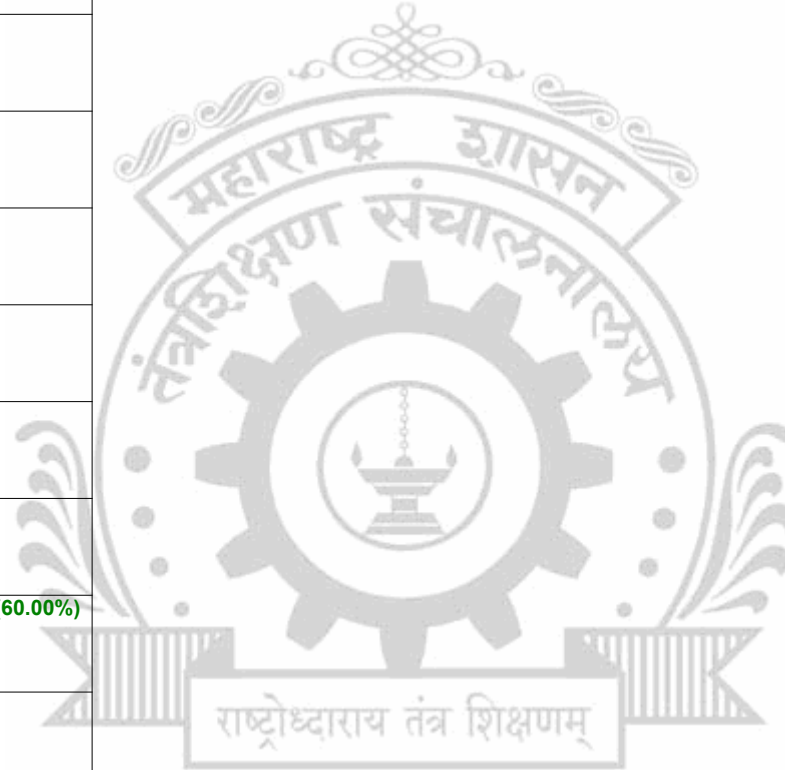 महाराष्ट्र शासन
तंत्रशिक्षण संचालनालय
60.00%)
राष्ट्रोध्दाराय तंत्र शिक्षणम्